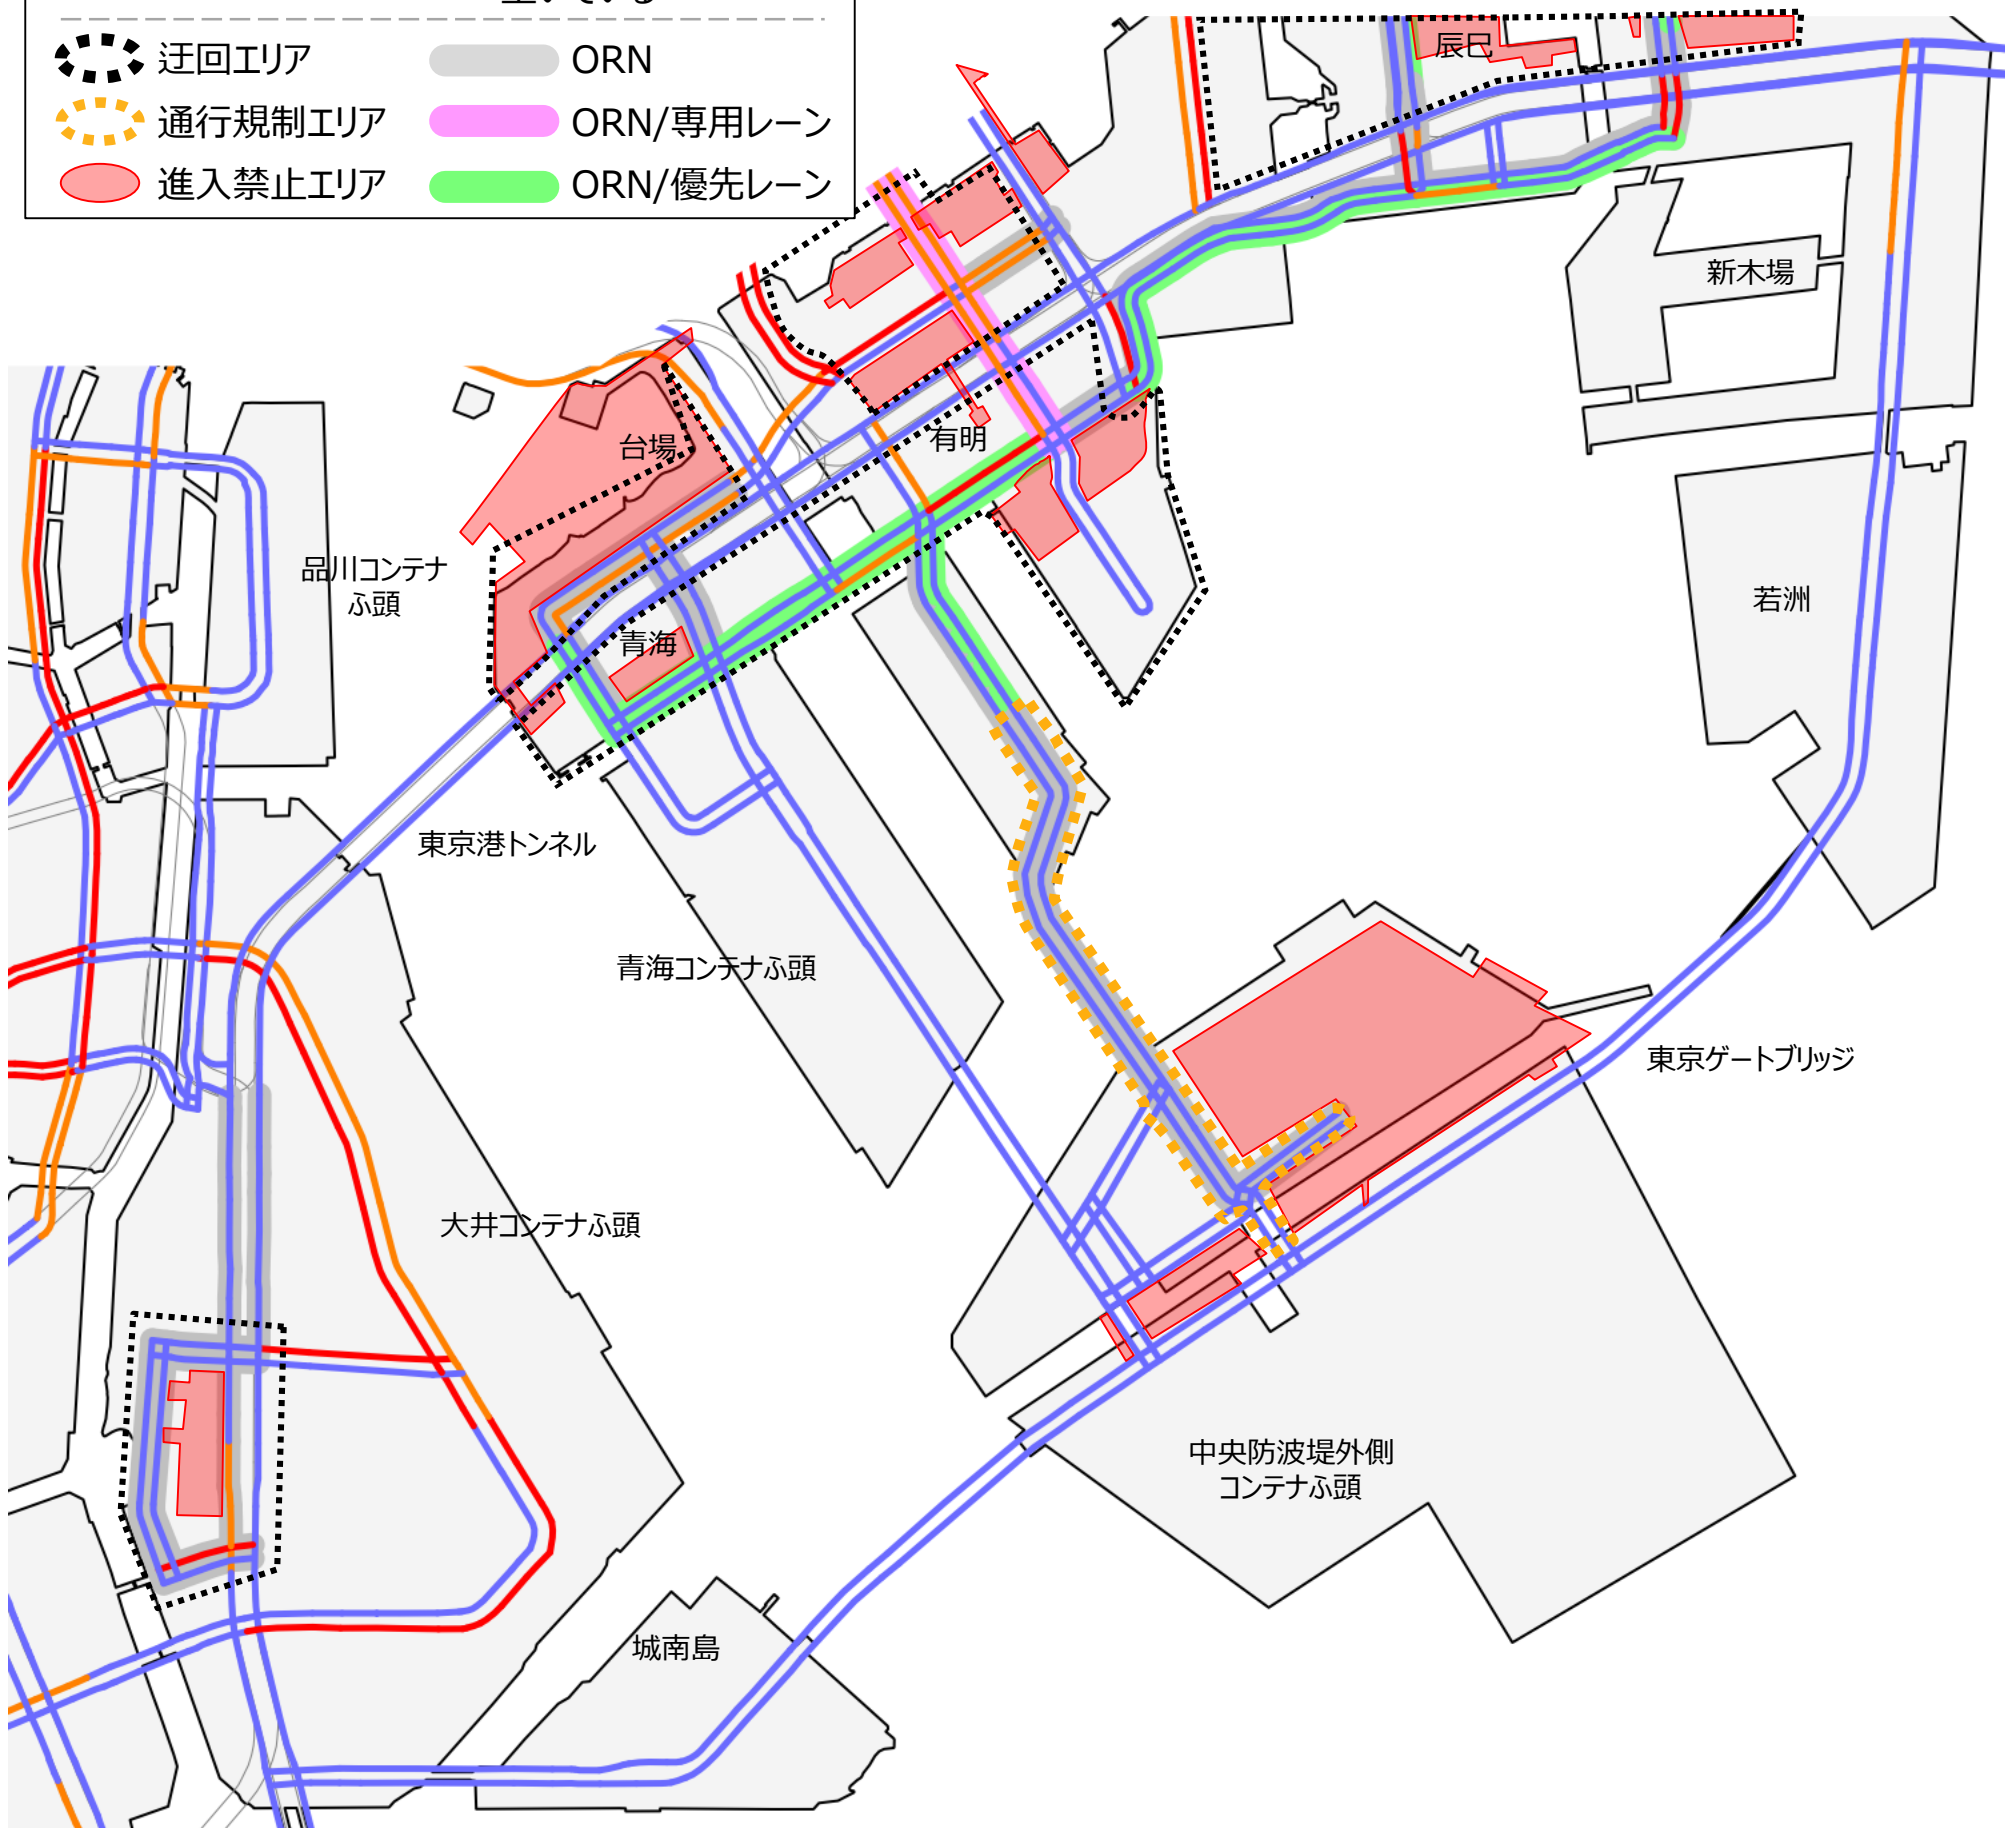 空いている
迂回エリア
ORN
通行規制エリア
ORN/専用レーン
進入禁止エリア
ORN/優先レーン
辰巳
新木場
台場
有明
品川コンテナ
ふ頭
青海
若洲
東京港トンネル
青海コンテナふ頭
東京ゲートブリッジ
大井コンテナふ頭
中央防波堤外側
コンテナふ頭
城南島